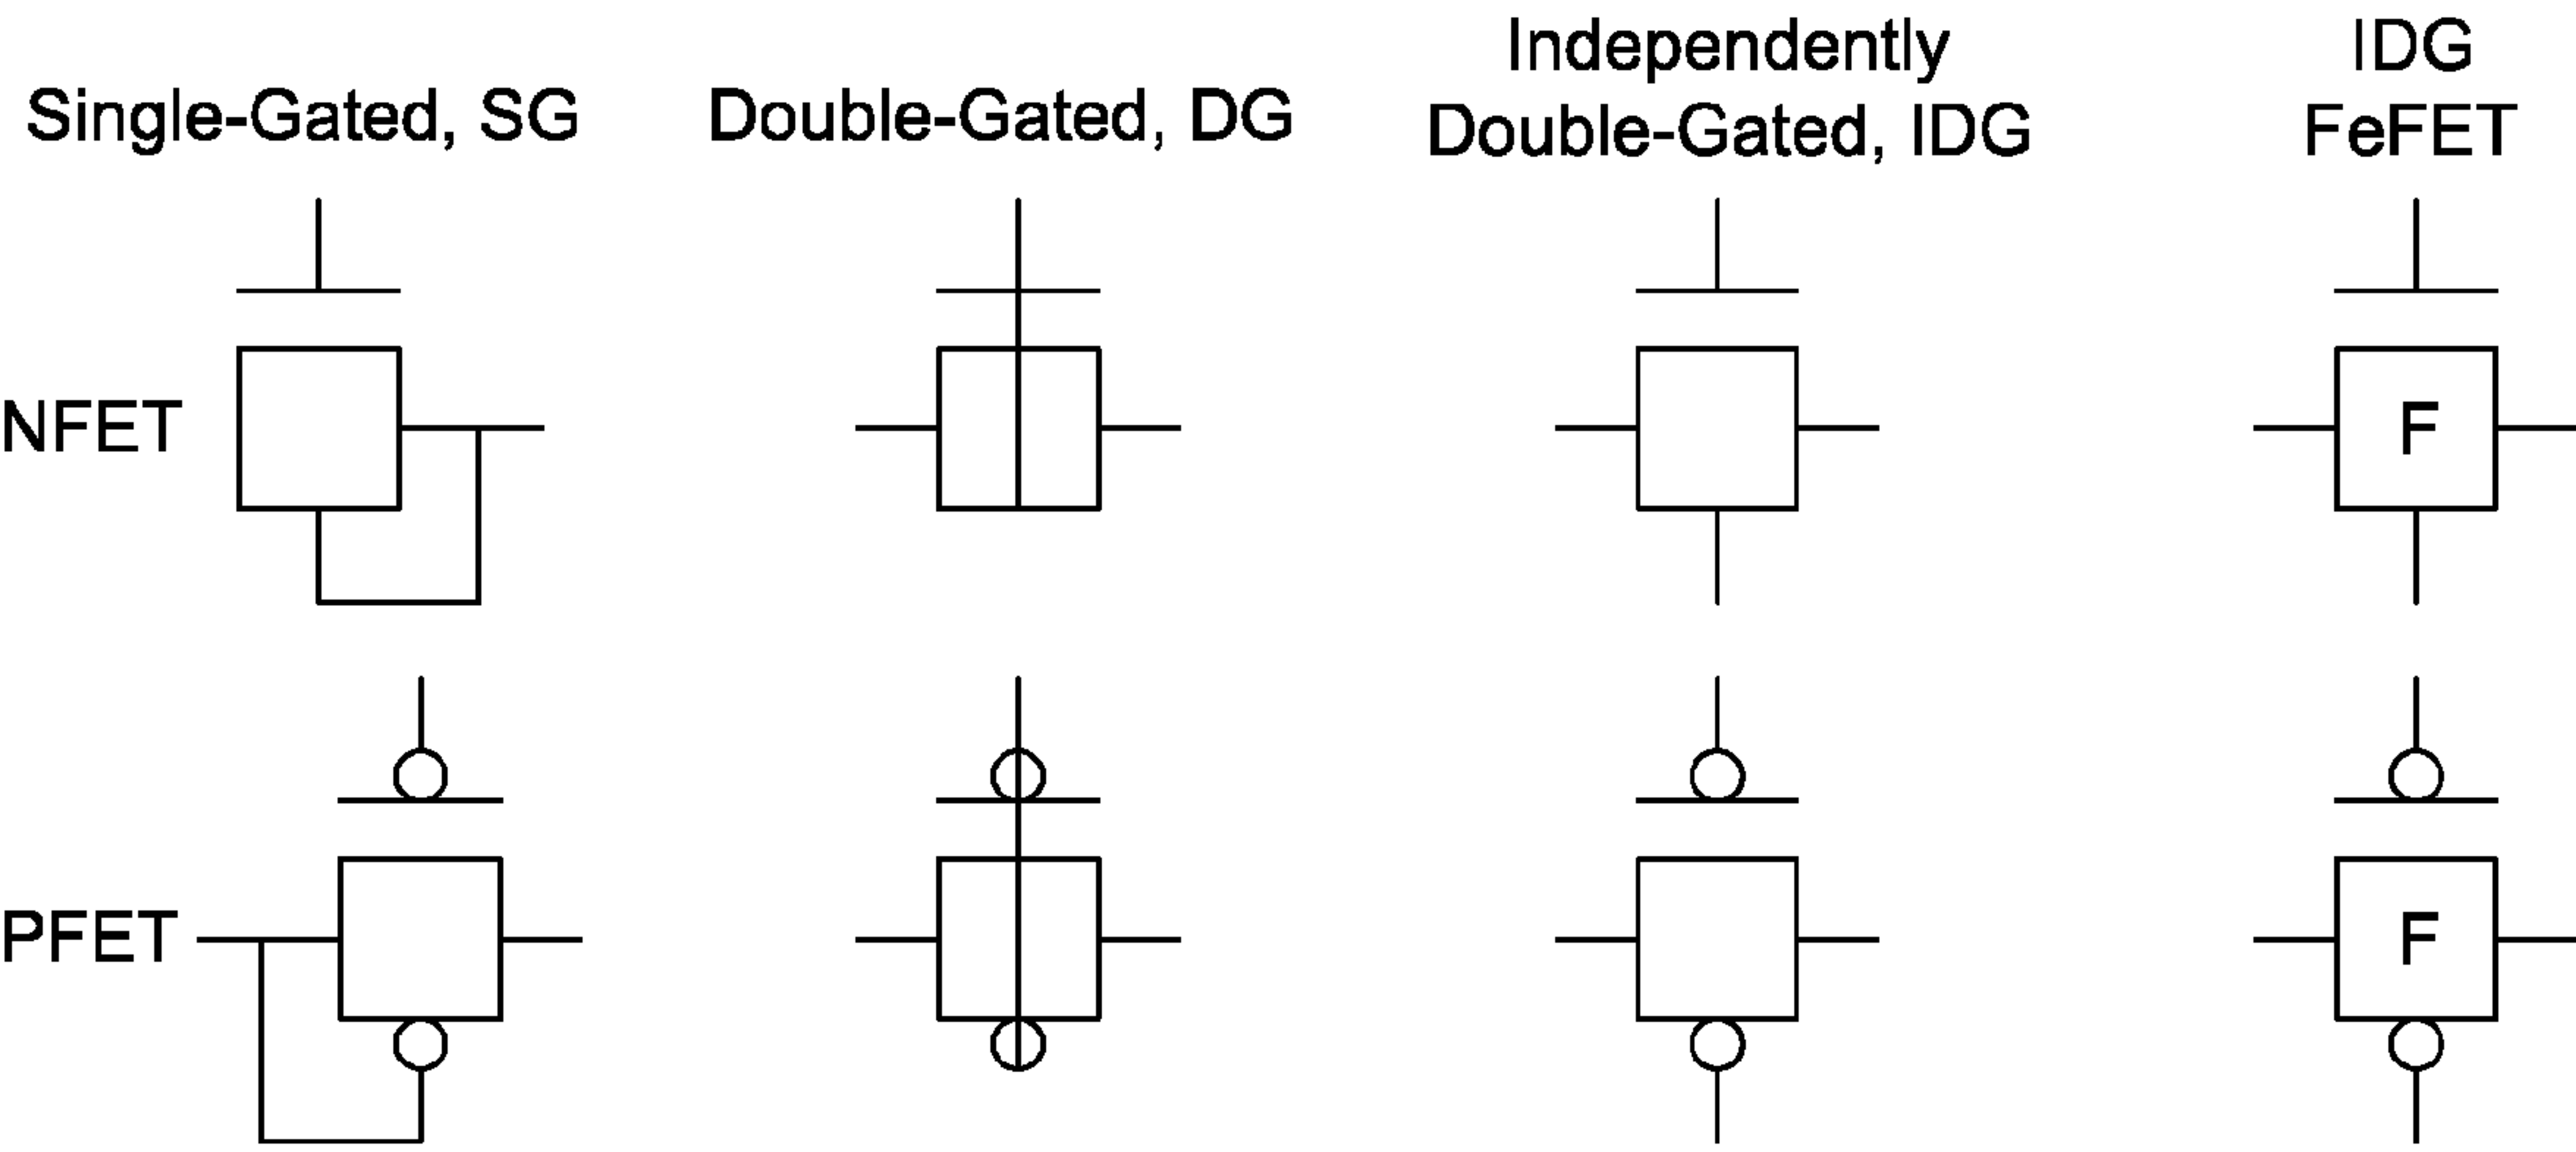 Single-Gated, SG
Double-Gated, DG
Independently
Double-Gated, IDG
IDG
FeFET
NFET
F
PFET
F